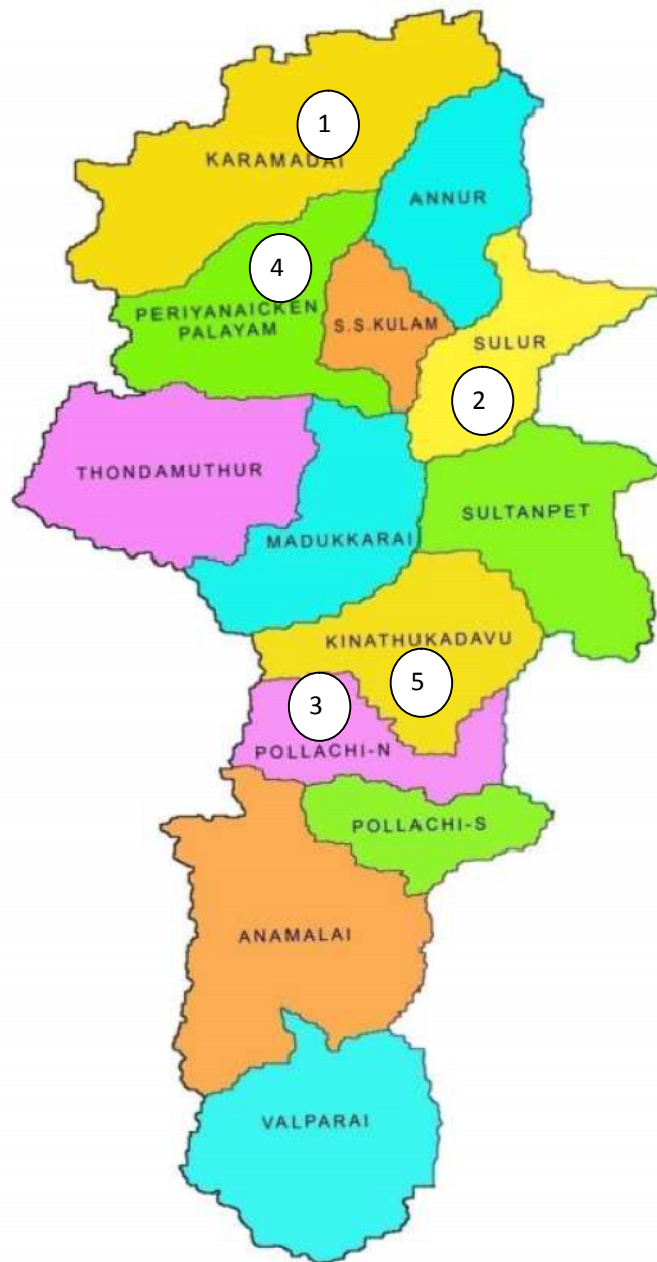 1
KARAMADAI
ANNUR
4
PERIYANAICKEN
PALAYAM
S.S.KULAM
SULUR
2
THONDAMUTHUR
SULTANPET
MADUKKARAI
KINATHUKADAVU
5
3
POLLACHI-N
POLLACHI-S
ANAMALAI
VALPARAI